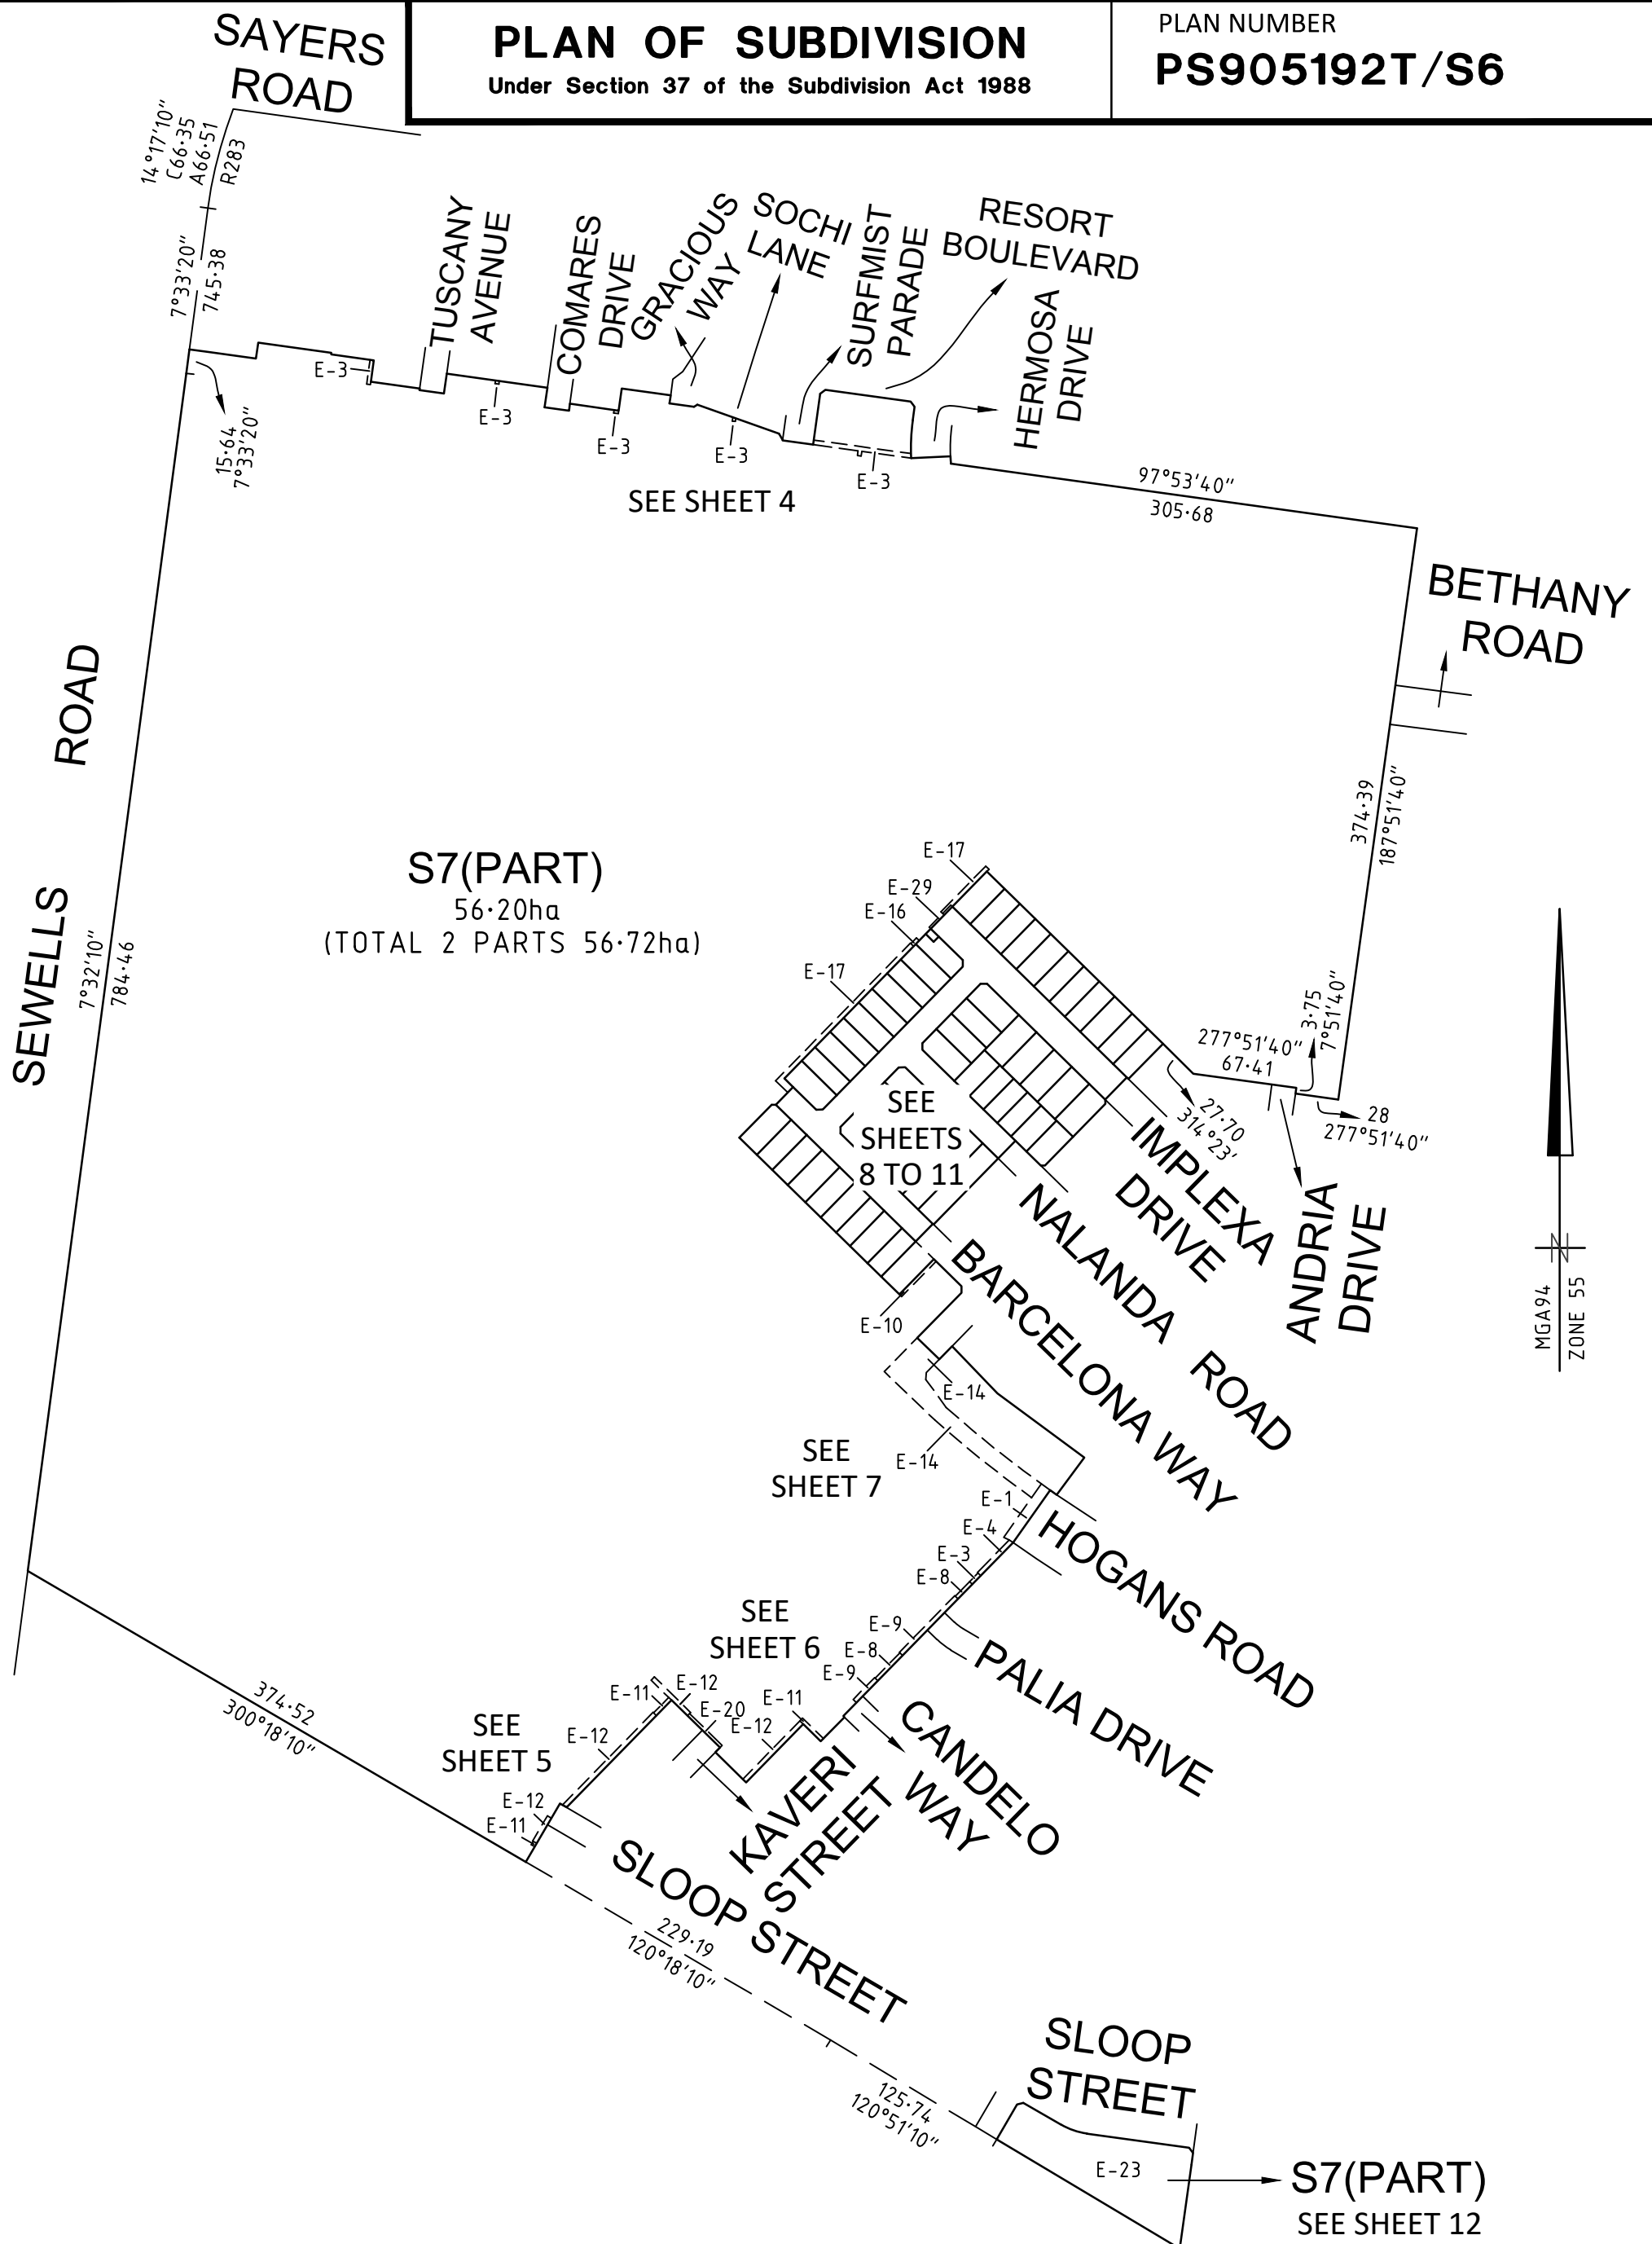 PLAN OF SUBDIVISION
Under Section 37 of the Subdivision Act 1988
PLAN NUMBER
PS905192T/S6
SAYERS
ROAD
14°17'10"
C66·35
A66·51
R283
7°33'20"
745·38
TUSCANY
AVENUE
COMARES
DRIVE
GRACIOUS
WAY
SOCHI
LANE
SURFMIST
PARADE
RESORT
BOULEVARD
HERMOSA
DRIVE
E-3
E-3
E-3
E-3
E-3
15·64
7°33'20"
SEE SHEET 4
97°53'40"
305·68
BETHANY
ROAD
374·39
187°51'40"
SEWELLS ROAD
7°32'10"
784·46
S7(PART)
56·20ha
(TOTAL 2 PARTS 56·72ha)
E-17
E-29
E-16
E-17
SEE
SHEETS
8 TO 11
277°51'40"
67·41
3·75
7°51'40"
28
277°51'40"
27·70
314°23'
IMPLEXA
DRIVE
ANDRIA
DRIVE
NALANDA ROAD
BARCELONA WAY
MGA94
ZONE 55
N
E-10
E-14
E-14
SEE
SHEET 7
E-1
E-4
E-3
E-8
HOGANS ROAD
SEE
SHEET 6
E-9
E-8
E-9
PALIA DRIVE
E-11
E-12
E-20
E-11
E-12
CANDELO
WAY
KAVERI
STREET
374·52
300°18'10"
SEE
SHEET 5
E-12
E-12
E-11
SLOOP STREET
229·19
120°18'10"
125·74
120°51'10"
SLOOP
STREET
E-23
S7(PART)
SEE SHEET 12